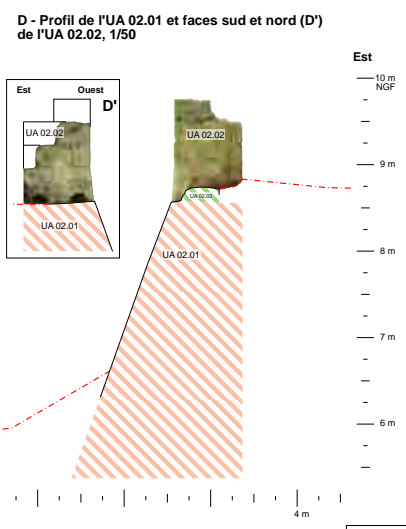 D - Profil de l'UA 02.01 et faces sud et nord (D')
de l'UA 02.02, 1/50
Est
10 m
NGF
Est
Ouest
D'
UA 02.02
UA 02.02
9 m
UA 02.03
UA 02.01
UA 02.01
8 m
7 m
6 m
4 m